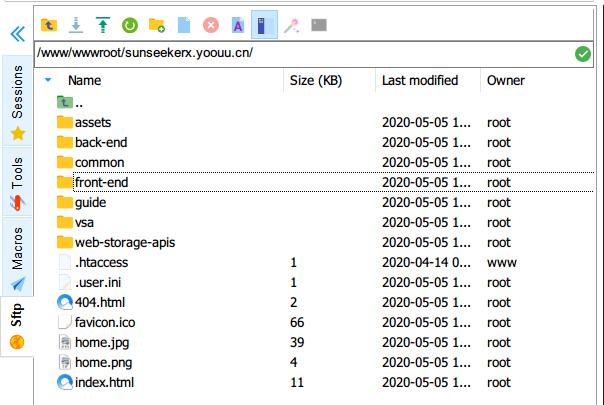 /www/wwwroot/sunseekerx.yoouu.cn/
Name Size (KB) Last modified Owner
..
assets 2020-05-05 1... root
back-end 2020-05-05 1... root
common 2020-05-05 1... root
front-end 2020-05-05 1... root
guide 2020-05-05 1... root
vsa 2020-05-05 1... root
web-storage-apis 2020-05-05 1... root
.htaccess 1 2020-04-14 0... www
.user.ini 1 2020-05-05 1... root
404.html 2 2020-05-05 1... root
favicon.ico 66 2020-05-05 1... root
home.jpg 39 2020-05-05 1... root
home.png 4 2020-05-05 1... root
index.html 11 2020-05-05 1... root
Sessions
Tools
Macros
Sftp